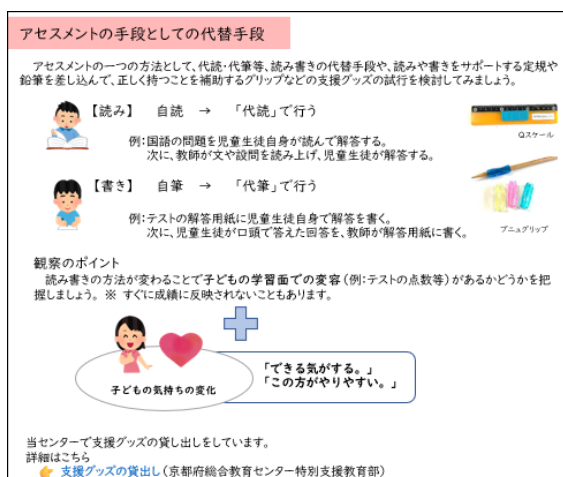 アセスメントの手段としての代替手段
アセスメントの一つの方法として、代読・代筆等、読み書きの代替手段や、読みや書きをサポートする定規や
鉛筆を差し込んで、正しく持つことを補助するグリップなどの支援グッズの試行を検討してみましょう。
【読み】 自読 → 「代読」で行う
例：国語の問題を児童生徒自身が読んで解答する。
次に、教師が文や設問を読み上げ、児童生徒が解答する。
Qスケール
【書き】 自筆 → 「代筆」で行う
例：テストの解答用紙に児童生徒自身で解答を書く。
次に、児童生徒が口頭で答えた回答を、教師が解答用紙に書く。
プニュグリップ
観察のポイント
読み書きの方法が変わることで子どもの学習面での変容（例：テストの点数等）があるかどうかを把
握しましょう。 ※ すぐに成績に反映されないこともあります。
「できる気がする。」
「この方がやりやすい。」
子どもの気持ちの変化
当センターで支援グッズの貸し出しをしています。
詳細はこちら
支援グッズの貸出し（京都府総合教育センター特別支援教育部）